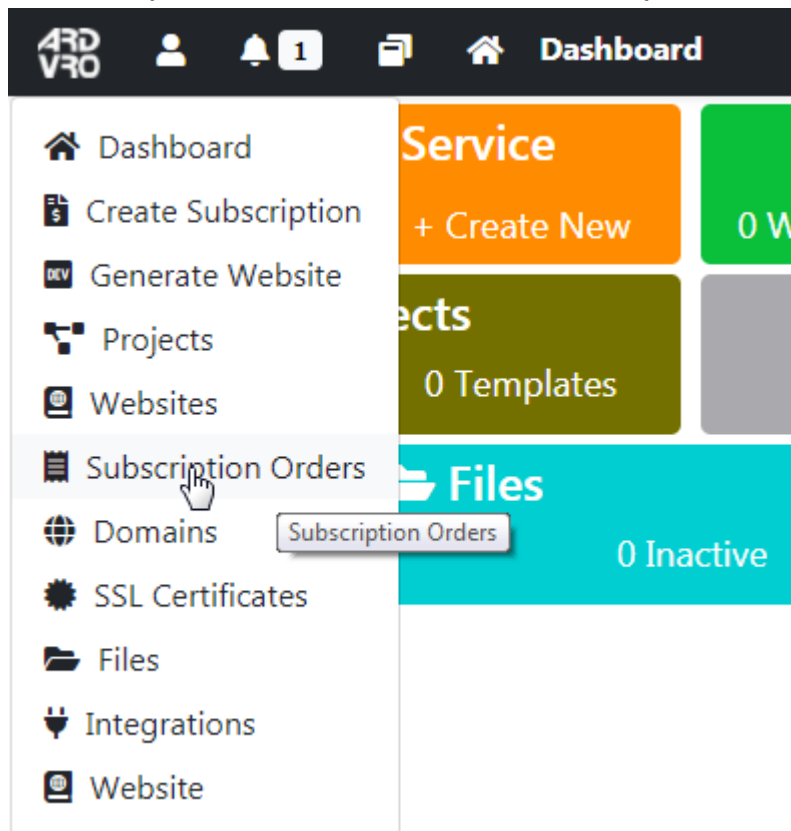 ARD
VRO
1
Dashboard
Dashboard
Create Subscription
DEV Generate Website
Projects
Websites
Subscription Orders
Subscription Orders
Domains
SSL Certificates
Files
Integrations
Website
Service
+ Create New
0 W
ects
0 Templates
Files
0 Inactive